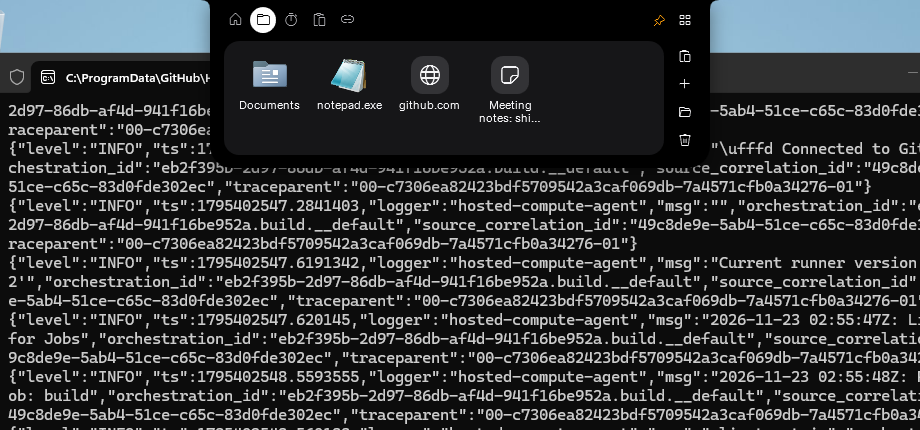 Documents
notepad.exe
github.com
Meeting
notes: shi...
C:\ProgramData\GitHub\H
2d97-86db-af4d-941f16be
-5ab4-51ce-c65c-83d0fde
raceparent":"00-c7306ea
{"level":"INFO","ts":17
"\ufffd Connected to Git
chestration_id":"eb2f395b-2d97-86db-af4d-941f16be952a.build.__default","source_correlation_id":"49c8de
51ce-c65c-83d0fde302ec","traceparent":"00-c7306ea82423bdf5709542a3caf069db-7a4571cfb0a34276-01"}
{"level":"INFO","ts":1795402547.2841403,"logger":"hosted-compute-agent","msg":"","orchestration_id":"e
2d97-86db-af4d-941f16be952a.build.__default","source_correlation_id":"49c8de9e-5ab4-51ce-c65c-83d0fde3
raceparent":"00-c7306ea82423bdf5709542a3caf069db-7a4571cfb0a34276-01"}
{"level":"INFO","ts":1795402547.6191342,"logger":"hosted-compute-agent","msg":"Current runner version
2'","orchestration_id":"eb2f395b-2d97-86db-af4d-941f16be952a.build.__default","source_correlation_id":
e-5ab4-51ce-c65c-83d0fde302ec","traceparent":"00-c7306ea82423bdf5709542a3caf069db-7a4571cfb0a34276-01"
{"level":"INFO","ts":1795402547.620145,"logger":"hosted-compute-agent","msg":"2026-11-23 02:55:47Z: Li
for Jobs","orchestration_id":"eb2f395b-2d97-86db-af4d-941f16be952a.build.__default","source_correlatio
9c8de9e-5ab4-51ce-c65c-83d0fde302ec","traceparent":"00-c7306ea82423bdf5709542a3caf069db-7a4571cfb0a342
{"level":"INFO","ts":1795402548.5593555,"logger":"hosted-compute-agent","msg":"2026-11-23 02:55:48Z: R
ob: build","orchestration_id":"eb2f395b-2d97-86db-af4d-941f16be952a.build.__default","source_correlati
49c8de9e-5ab4-51ce-c65c-83d0fde302ec","traceparent":"00-c7306ea82423bdf5709542a3caf069db-7a4571cfb0a34